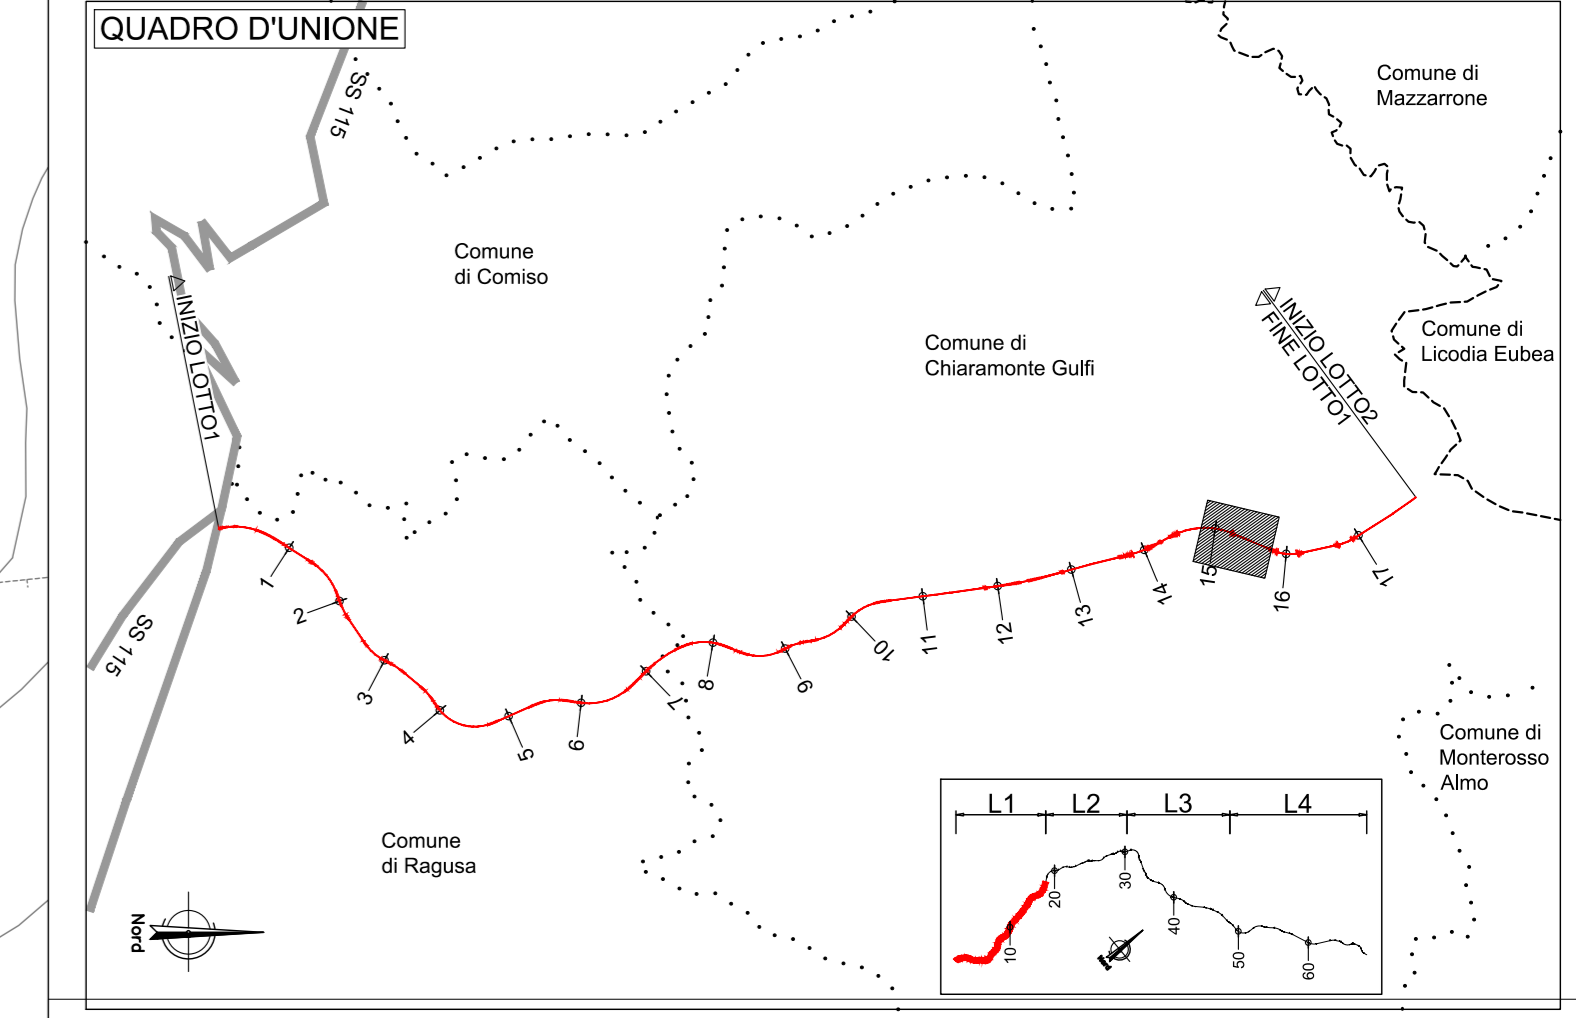 QUADRO D'UNIONE
SS 115
Comune di
Mazzarrone
Comune
di Comiso
INIZIO LOTTO1
INIZIO LOTTO2
FINE LOTTO1
Comune di
Chiaramonte Gulfi
Comune di
Licodia Eubea
1
2
3
4
5
6
7
8
9
10
11
12
13
14
15
16
17
SS 115
Comune di
Monterosso
Almo
Comune
di Ragusa
Nord
L1
L2
L3
L4
10
20
30
40
50
60